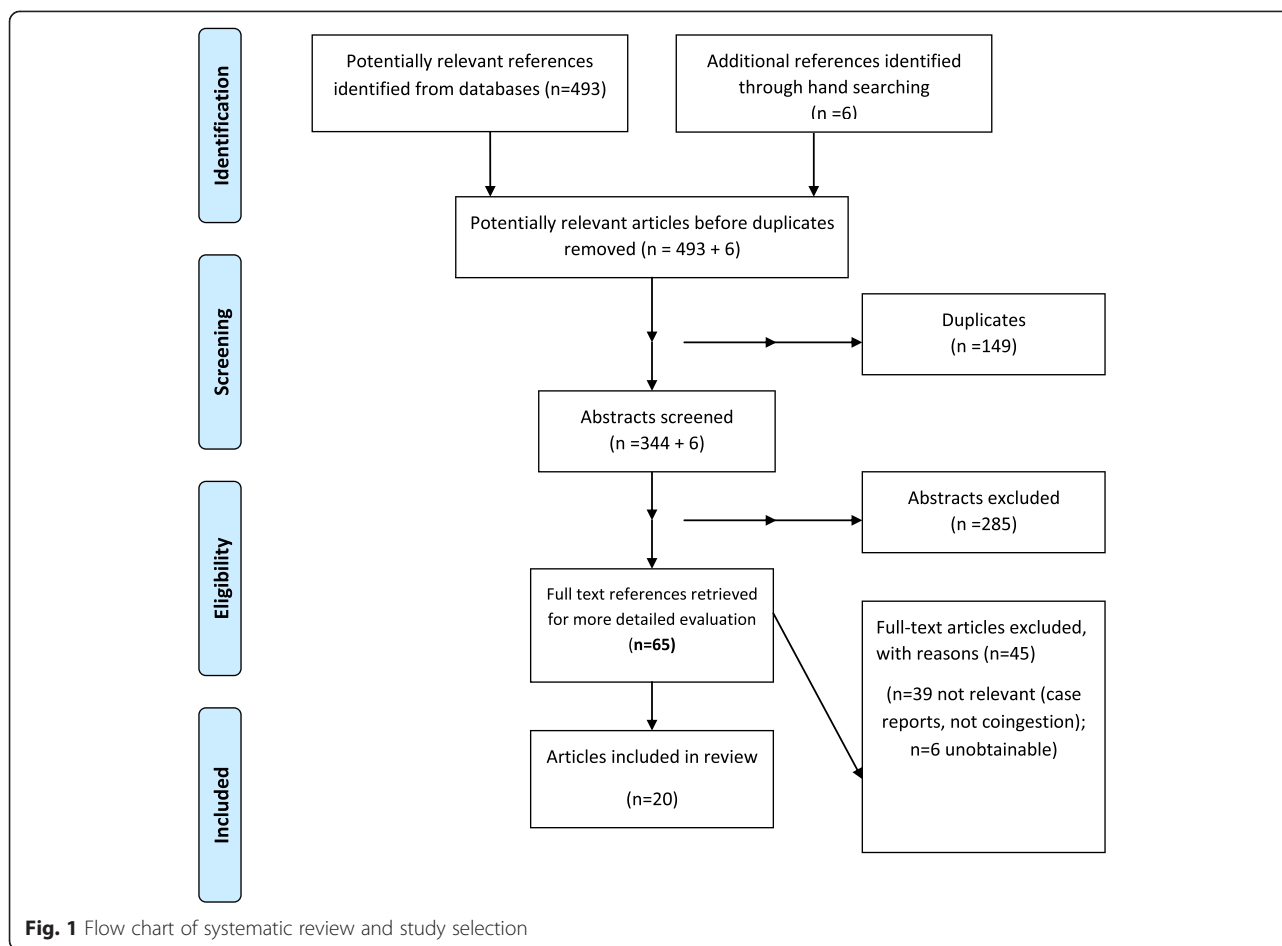 Identification
Potentially relevant references
identified from databases (n=493)
Additional references identified
through hand searching
(n =6)
Potentially relevant articles before duplicates
removed (n = 493 + 6)
Screening
Duplicates
(n =149)
Abstracts screened
(n =344 + 6)
Eligibility
Abstracts excluded
(n =285)
Full text references retrieved
for more detailed evaluation
(n=65)
Full-text articles excluded,
with reasons (n=45)
(n=39 not relevant (case
reports, not coingestion);
n=6 unobtainable)
Included
Articles included in review
(n=20)
Fig. 1 Flow chart of systematic review and study selection